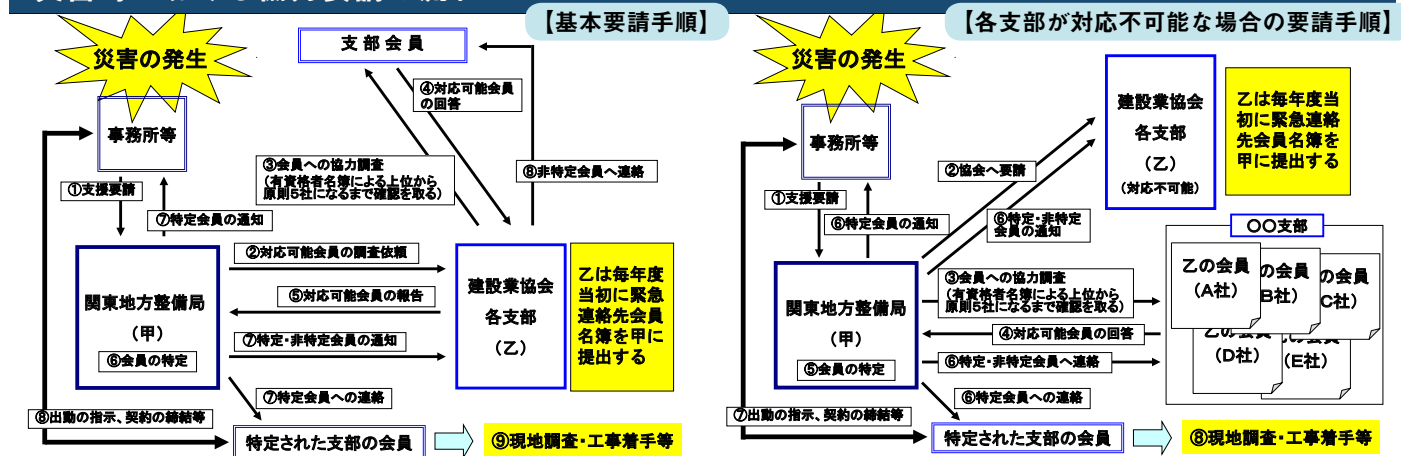 【基本要請手順】
災害の発生
支部会員
事務所等
④対応可能会員
の回答
③会員への協力調査
(有資格者名簿による上位から
原則5社になるまで確認を取る)
⑧非特定会員へ連絡
①支援要請
⑦特定会員の通知
②対応可能会員の調査依頼
関東地方整備局
(甲)
⑥会員の特定
⑤対応可能会員の報告
⑦特定・非特定会員の通知
建設業協会
各支部
(乙)
乙は毎年度
当初に緊急
連絡先会員
名簿を甲に
提出する
⑦特定会員への連絡
⑧出動の指示、契約の締結等
特定された支部の会員
⑨現地調査・工事着手等
【各支部が対応不可能な場合の要請手順】
災害の発生
事務所等
建設業協会
各支部
(乙)
(対応不可能)
乙は毎年度当
初に緊急連絡
先会員名簿を
甲に提出する
②協会へ要請
①支援要請
⑥特定会員の通知
⑥特定・非特定
会員の通知
〇〇支部
③会員への協力調査
(有資格者名簿による上位から
原則5社になるまで確認を取る)
乙の会員
(A社)
の会員
B社)
の会員
C社)
乙の会員
(D社)
の会員
(E社)
関東地方整備局
(甲)
⑤会員の特定
④対応可能会員の回答
⑥特定・非特定会員へ連絡
⑥特定会員への連絡
⑦出動の指示、契約の締結等
特定された支部の会員
⑧現地調査・工事着手等